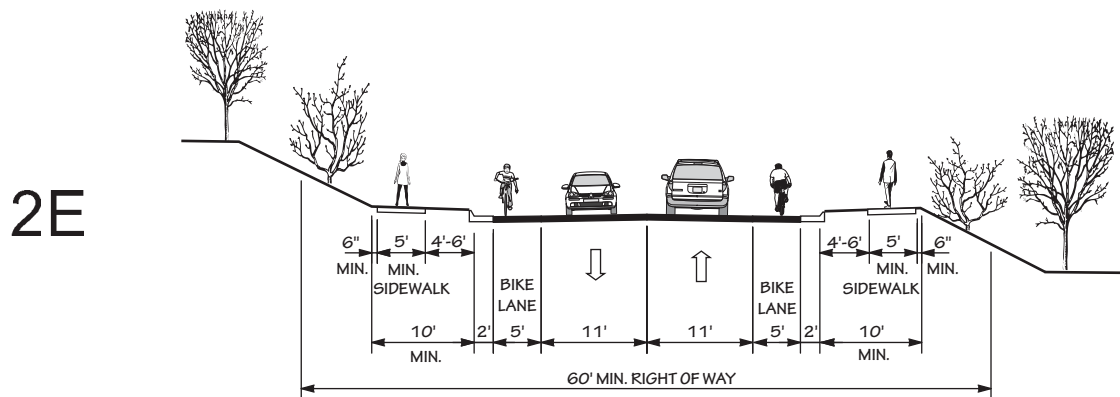 2E
6" 5' 4'-6' 4'-6' 5' 6"
MIN. MIN. MIN. MIN.
SIDEWALK SIDEWALK
BIKE LANE BIKE LANE
10' 2' 5' 11' 11' 5' 2' 10'
MIN. MIN.
60' MIN. RIGHT OF WAY